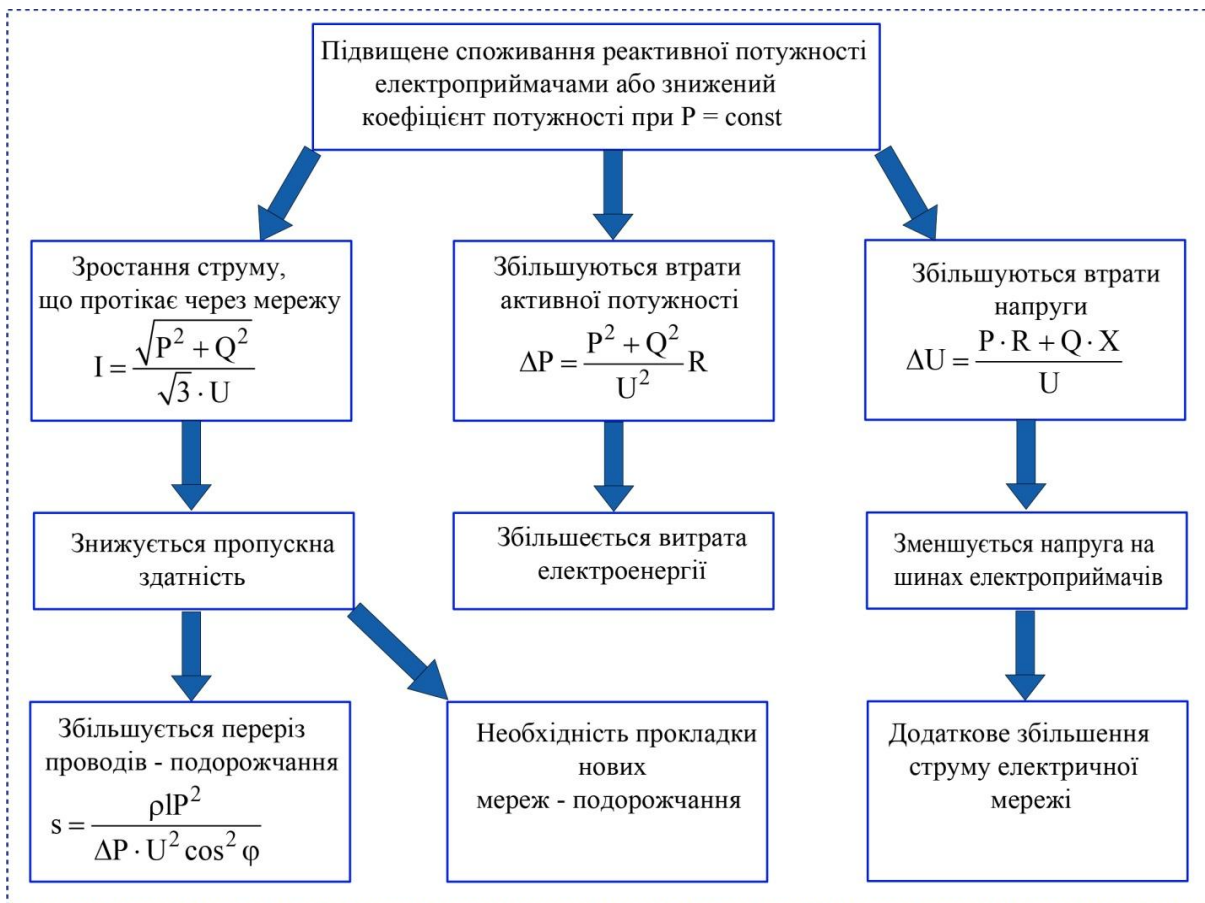 Підвищене споживання реактивної потужності
електроприймачами або знижений
коефіцієнт потужності при P = const
Зростання струму,
що протікає через мережу
I = √(P² + Q²) / (√3 · U)
Збільшуються втрати
активної потужності
ΔP = (P² + Q²) / U² R
Збільшуються втрати
напруги
ΔU = (P · R + Q · X) / U
Знижується пропускна
здатність
Збільшеється витрата
електроенергії
Зменшується напруга на
шинах електроприймачів
Збільшується переріз
проводів - подорожчання
s = ρlP² / (ΔP · U² cos² φ)
Необхідність прокладки
нових
мереж - подорожчання
Додаткове збільшення
струму електричної
мережі